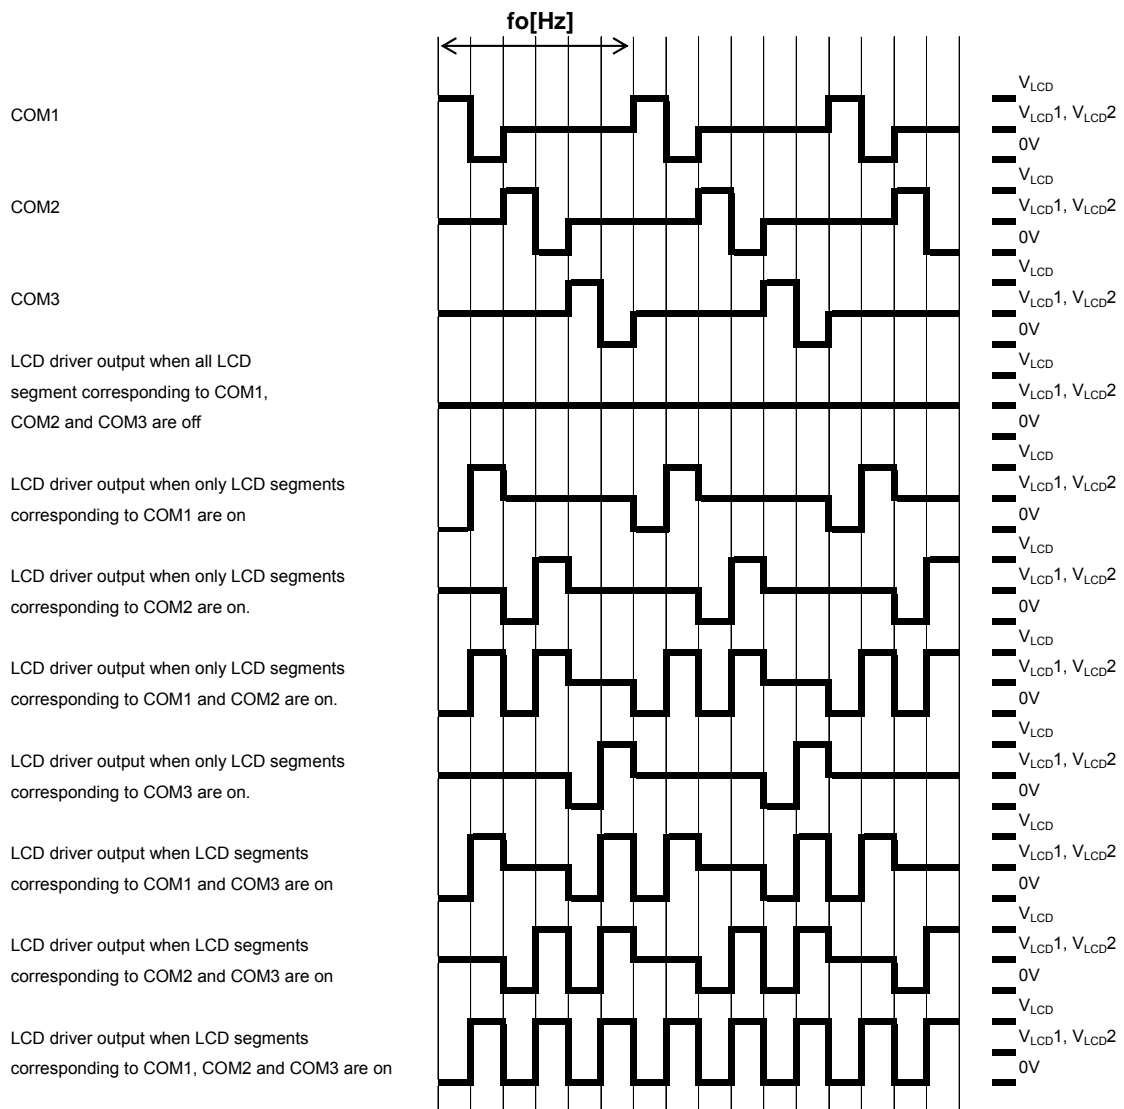 fo[Hz]
COM1
VLCD
VLCD1, VLCD2
0V
COM2
VLCD
VLCD1, VLCD2
0V
COM3
VLCD
VLCD1, VLCD2
0V
LCD driver output when all LCD
segment corresponding to COM1,
COM2 and COM3 are off
VLCD
VLCD1, VLCD2
0V
LCD driver output when only LCD segments
corresponding to COM1 are on
VLCD
VLCD1, VLCD2
0V
LCD driver output when only LCD segments
corresponding to COM2 are on.
VLCD
VLCD1, VLCD2
0V
LCD driver output when only LCD segments
corresponding to COM1 and COM2 are on.
VLCD
VLCD1, VLCD2
0V
LCD driver output when only LCD segments
corresponding to COM3 are on.
VLCD
VLCD1, VLCD2
0V
LCD driver output when LCD segments
corresponding to COM1 and COM3 are on
VLCD
VLCD1, VLCD2
0V
LCD driver output when LCD segments
corresponding to COM2 and COM3 are on
VLCD
VLCD1, VLCD2
0V
LCD driver output when LCD segments
corresponding to COM1, COM2 and COM3 are on
VLCD
VLCD1, VLCD2
0V